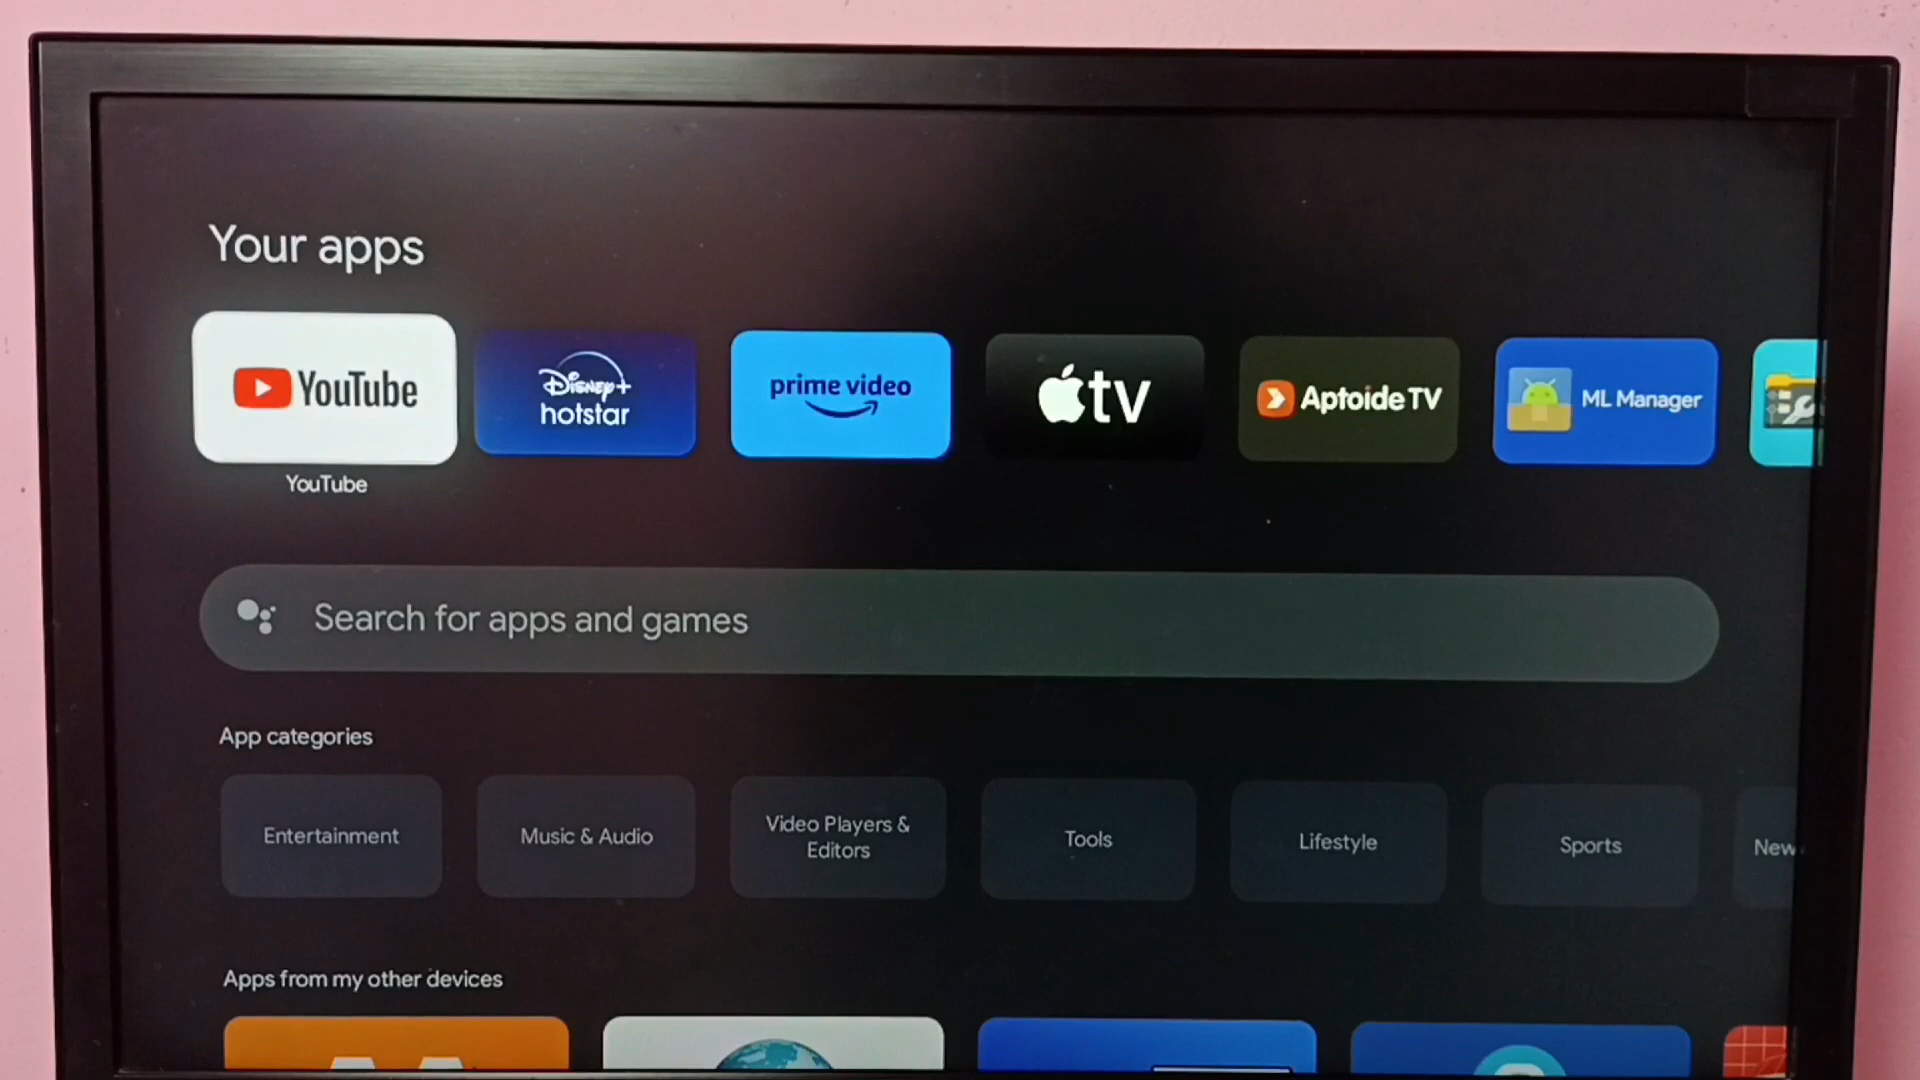 Your apps
YouTube
Disney+
hotstar
prime video
tv
Aptoide TV
ML Manager
YouTube
Search for apps and games
App categories
Entertainment
Music & Audio
Video Players &
Editors
Tools
Lifestyle
Sports
New
Apps from my other devices